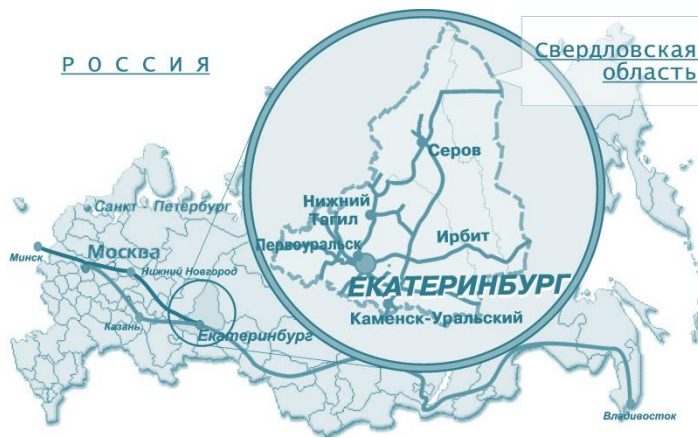 РОССИЯ
Свердловская
область
Серов
Нижний
Тагил
Первоуральск
Ирбит
ЕКАТЕРИНБУРГ
Каменск-Уральский
Санкт - Петербург
Минск
Москва
Нижний Новгород
Казань
Екатеринбург
Владивосток